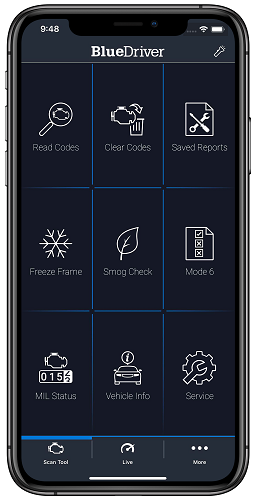 9:48
BlueDriver
Read Codes
Clear Codes
Saved Reports
Freeze Frame
Smog Check
Mode 6
015
MIL Status
Vehicle Info
Service
Scan Tool
Live
More